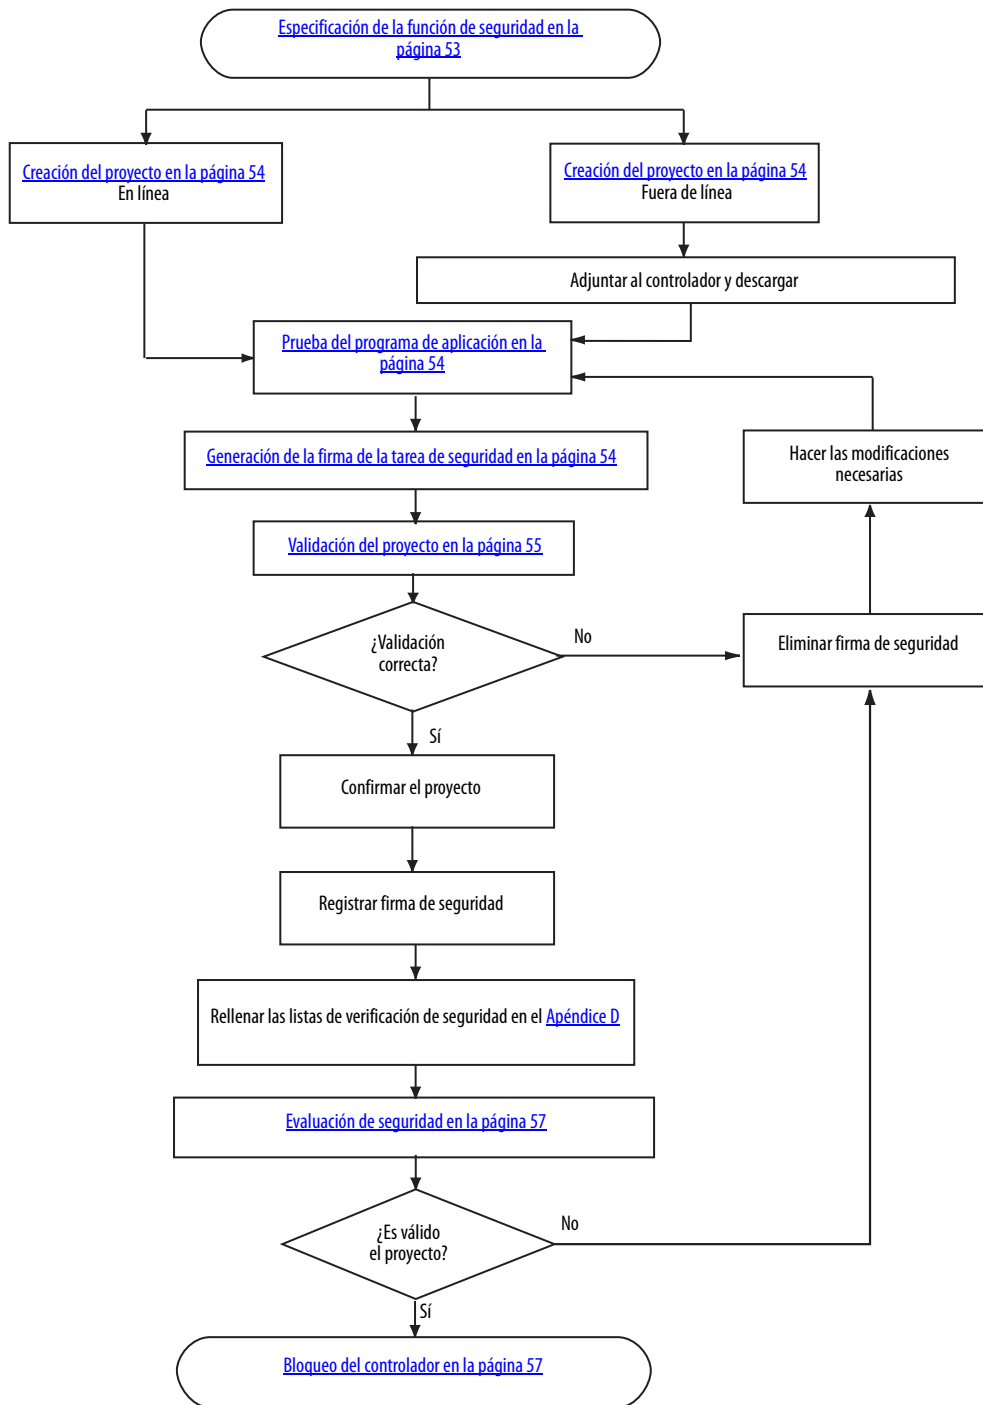 Especificación de la función de seguridad en la
página 53
Creación del proyecto en la página 54
En línea
Creación del proyecto en la página 54
Fuera de línea
Adjuntar al controlador y descargar
Prueba del programa de aplicación en la
página 54
Generación de la firma de la tarea de seguridad en la página 54
Hacer las modificaciones
necesarias
Validación del proyecto en la página 55
¿Validación
correcta?
No
Eliminar firma de seguridad
Sí
Confirmar el proyecto
Registrar firma de seguridad
Rellenar las listas de verificación de seguridad en el Apéndice D
Evaluación de seguridad en la página 57
¿Es válido
el proyecto?
No
Sí
Bloqueo del controlador en la página 57